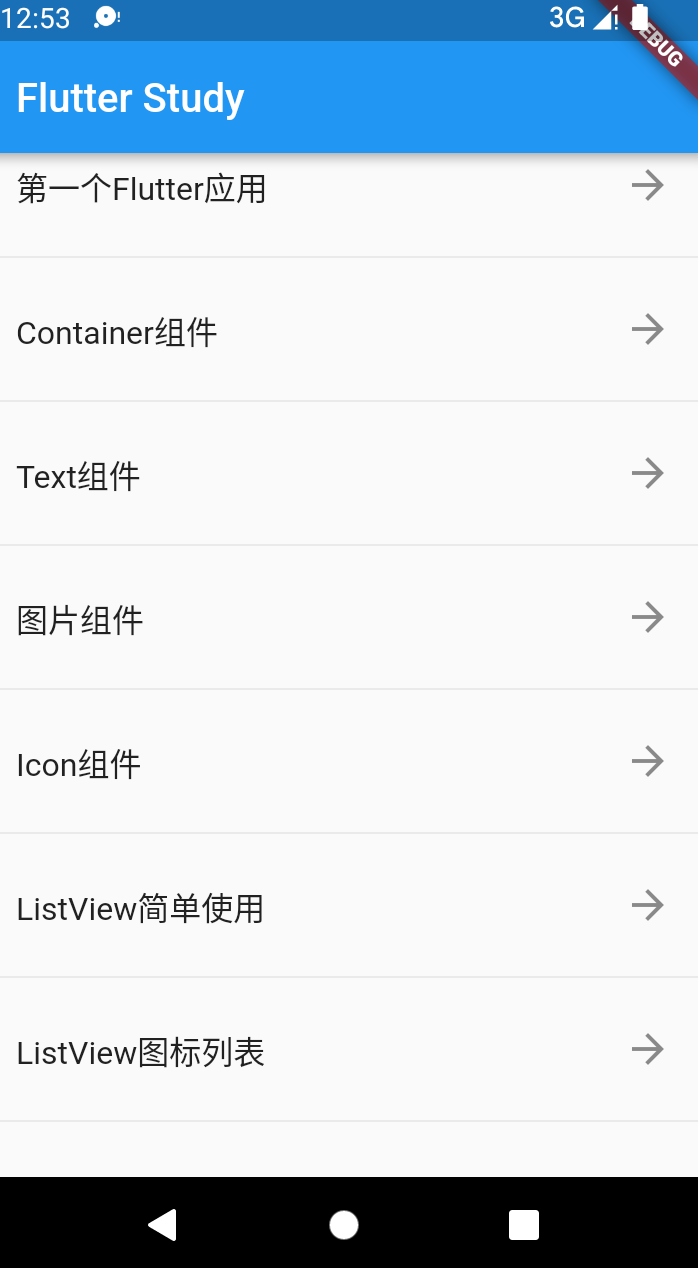 12:53
3G
DEBUG
Flutter Study
第一个Flutter应用
Container组件
Text组件
图片组件
Icon组件
ListView简单使用
ListView图标列表